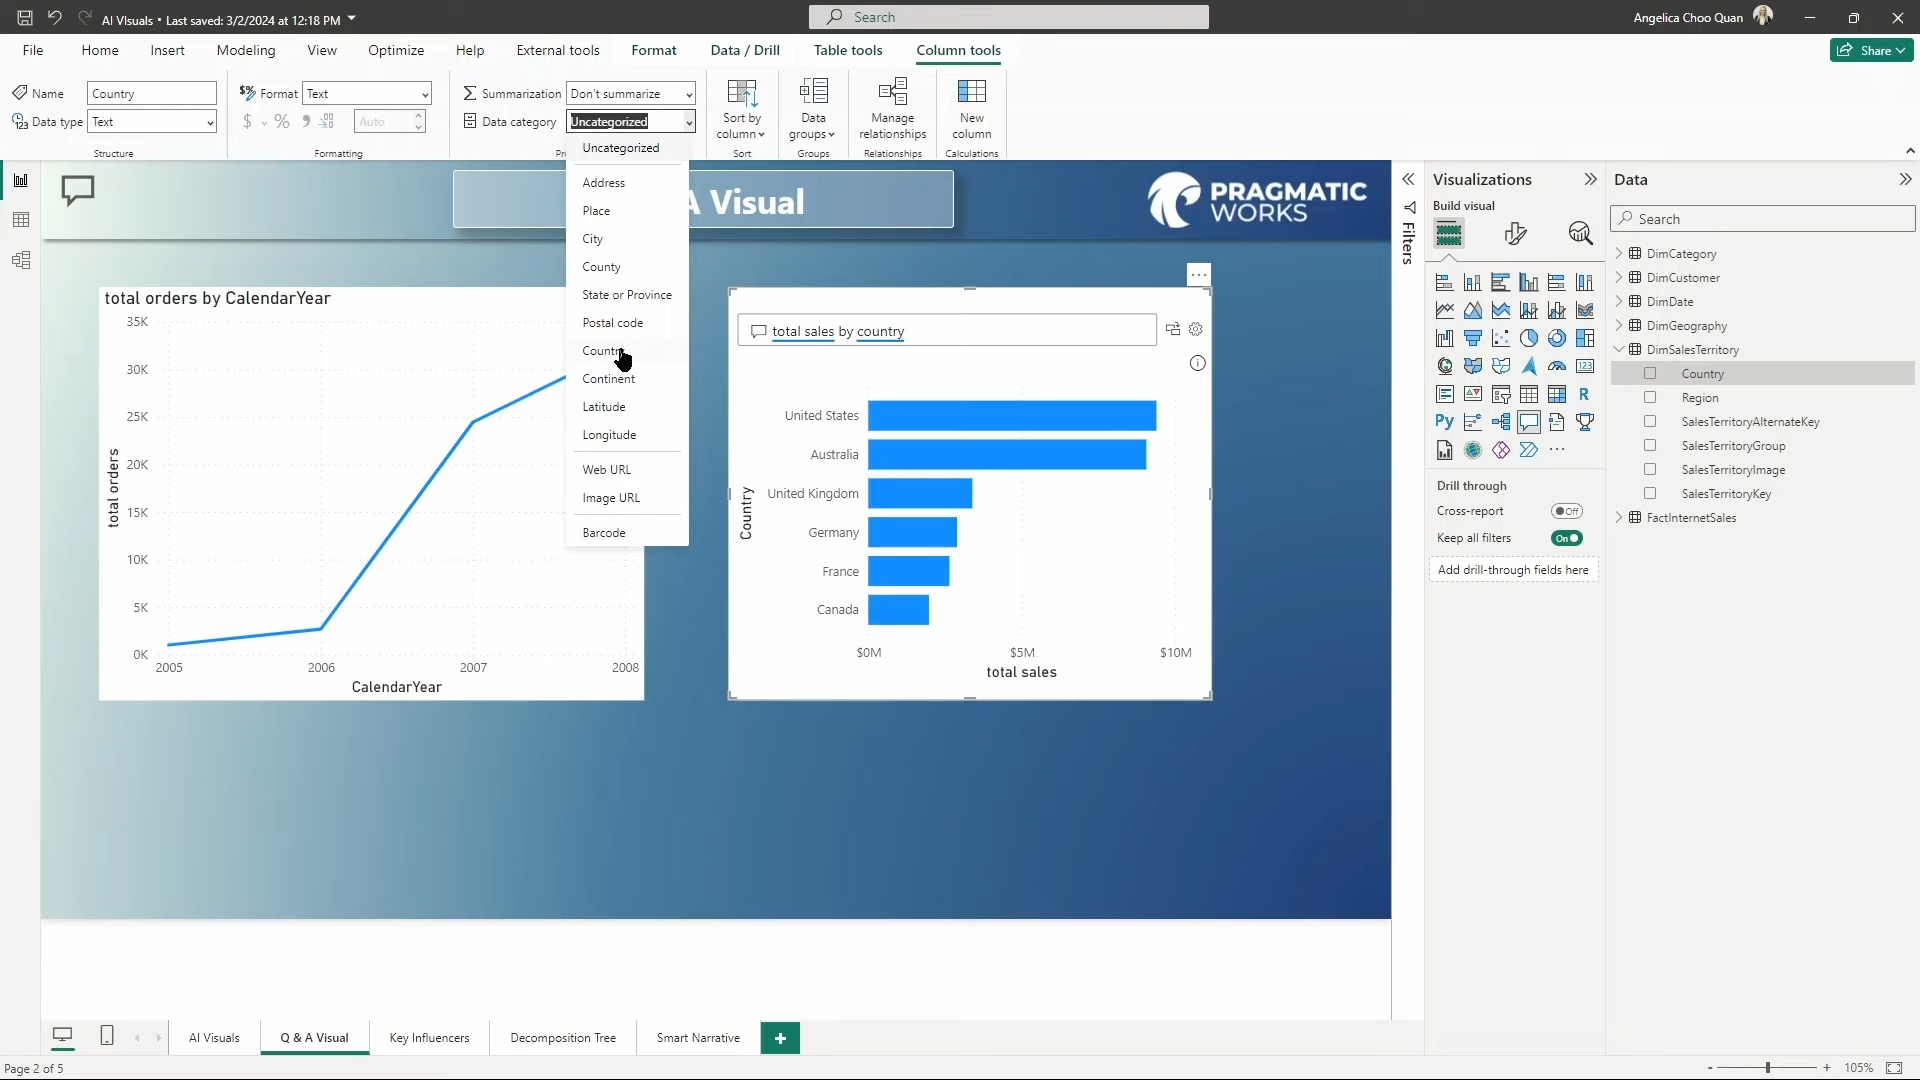 AI VIsuals • Last saved: 3/2/2024 at 12:18 PM
Search
Angelica Choo Quan
File
Home
Insert
Modeling
View
Optimize
Help
External tools
Format
Data / Drill
Table tools
Column tools
Share
Name
Country
Format
Text
Summarization
Don't summarize
Sort by
column
Data
groups
Manage
relationships
New
column
Data type
Text
$
%
Auto
Data category
Uncategorized
Structure
Formatting
Sort
Groups
Relationships
Calculations
Uncategorized
Address
Place
City
County
State or Province
Postal code
Country
Continent
Latitude
Longitude
Web URL
Image URL
Barcode
A Visual
PRAGMATIC
WORKS
total orders by CalendarYear
35K
30K
25K
20K
15K
10K
5K
0K
total orders
2005
2006
2007
2008
CalendarYear
total sales by country
Country
United States
Australia
United Kingdom
Germany
France
Canada
$0M
$5M
$10M
total sales
Filters
Visualizations
Build visual
123
R
Py
Drill through
Cross-report
Off
Keep all filters
On
Add drill-through fields here
Data
Search
DimCategory
DimCustomer
DimDate
DimGeography
DimSalesTerritory
Country
Region
SalesTerritoryAlternateKey
SalesTerritoryGroup
SalesTerritoryImage
SalesTerritoryKey
FactInternetSales
AI Visuals
Q & A Visual
Key Influencers
Decomposition Tree
Smart Narrative
Page 2 of 5
105%